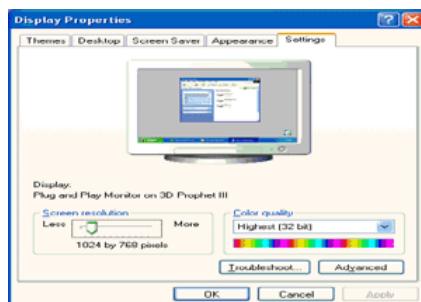 Display Properties
Themes Desktop Screen Saver Appearance Settings
Display:
Plug and Play Monitor on 3D Prophet III
Screen resolution
Less More
1024 by 768 pixels
Color quality
Highest (32 bit)
Troubleshoot... Advanced
OK Cancel Apply